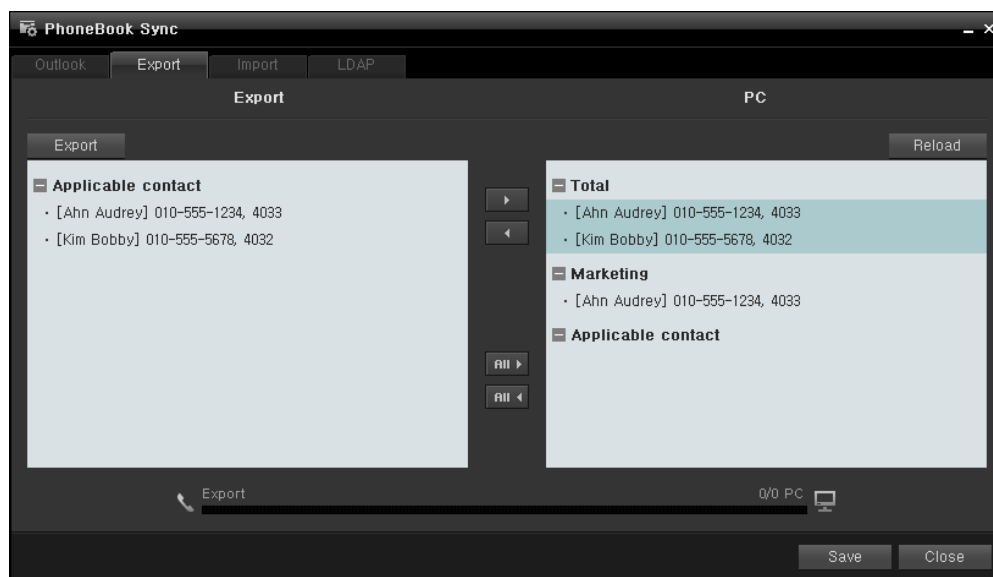 PhoneBook Sync
Outlook Export Import LDAP
Export PC
Export Reload
Applicable contact
· [Ahn Audrey] 010-555-1234, 4033
· [Kim Bobby] 010-555-5678, 4032
Total
· [Ahn Audrey] 010-555-1234, 4033
· [Kim Bobby] 010-555-5678, 4032
Marketing
· [Ahn Audrey] 010-555-1234, 4033
Applicable contact
All
All
Export 0/0 PC
Save Close